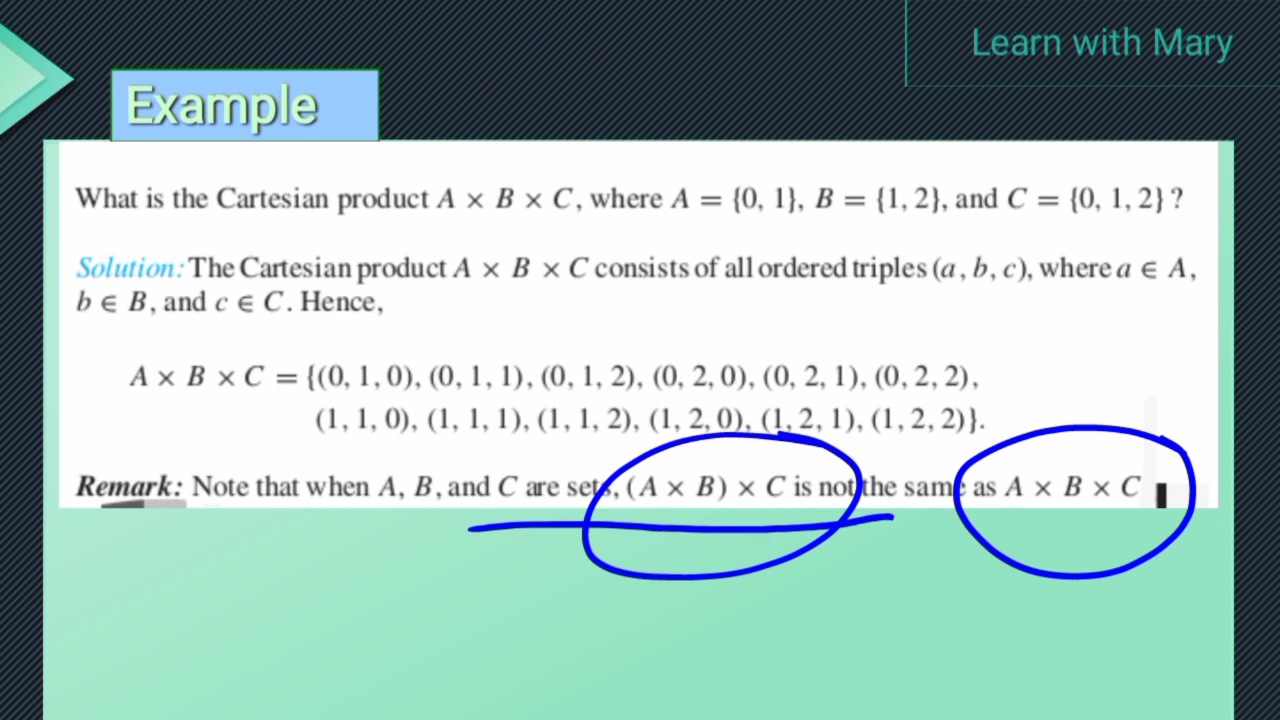 Learn with Mary
Example
What is the Cartesian product A × B × C, where A = {0, 1}, B = {1, 2}, and C = {0, 1, 2} ?
Solution: The Cartesian product A × B × C consists of all ordered triples (a, b, c), where a ∈ A,
b ∈ B, and c ∈ C. Hence,
A × B × C = {(0, 1, 0), (0, 1, 1), (0, 1, 2), (0, 2, 0), (0, 2, 1), (0, 2, 2),
(1, 1, 0), (1, 1, 1), (1, 1, 2), (1, 2, 0), (1, 2, 1), (1, 2, 2)}.
Remark: Note that when A, B, and C are sets, (A × B) × C is not the same as A × B × C